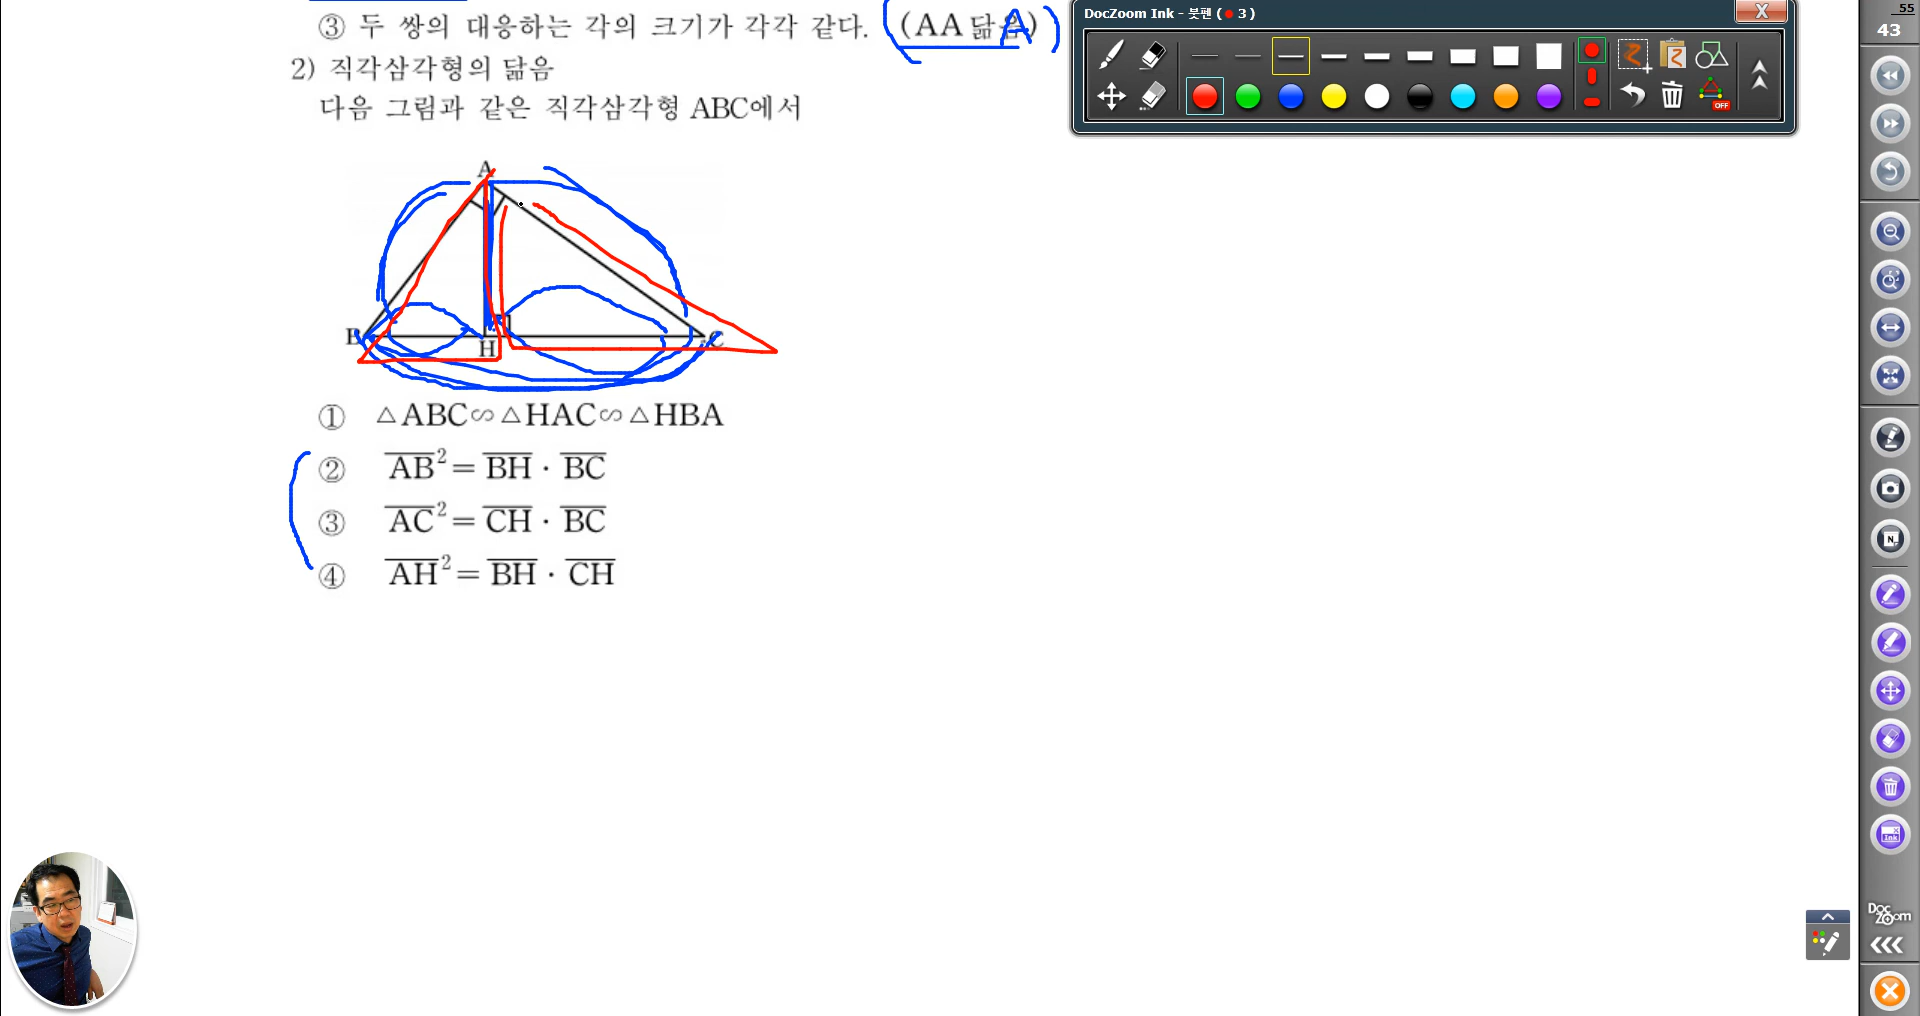 ③ 두 쌍의 대응하는 각의 크기가 각각 같다. (AA 닮음)
A
2) 직각삼각형의 닮음
다음 그림과 같은 직각삼각형 ABC에서
A
B
H
C
① △ABC∽△HAC∽△HBA
② AB² = BH · BC
③ AC² = CH · BC
④ AH² = BH · CH
DocZoom Ink - 붓펜 ( ● 3 )
X
OFF
55
43
N
Ink
Doc
Zoom